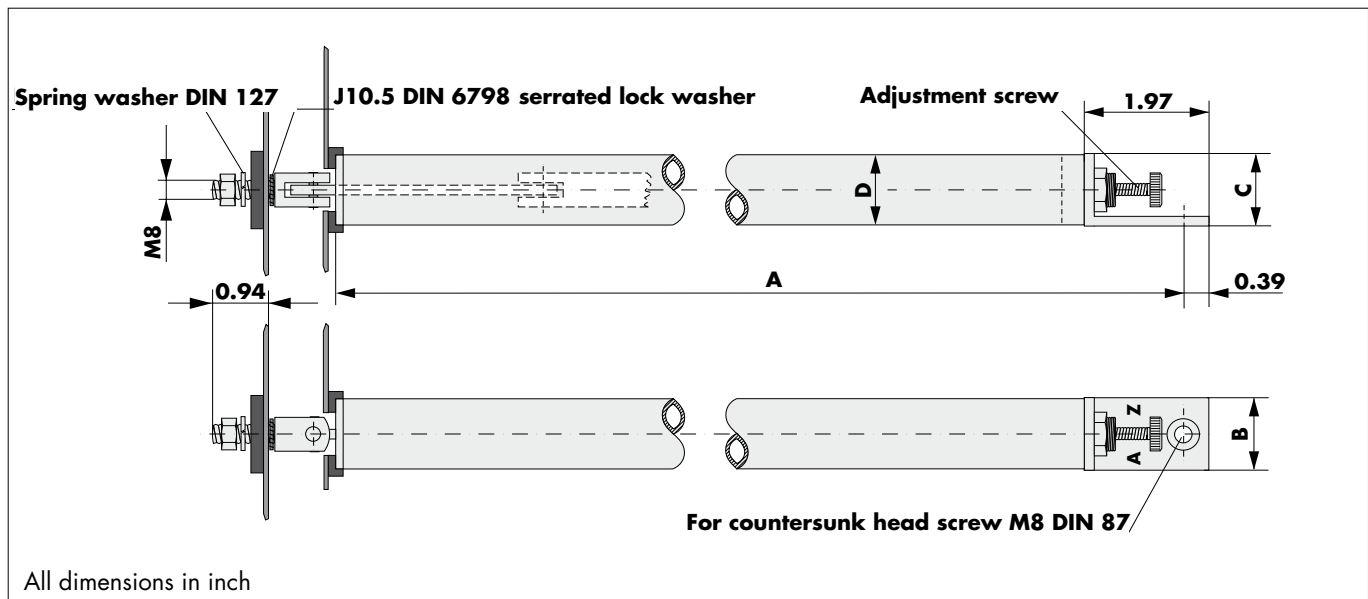 Spring washer DIN 127
J10.5 DIN 6798 serrated lock washer
Adjustment screw
1.97
M8
D
C
A
0.94
0.39
Z
A
B
For countersunk head screw M8 DIN 87
All dimensions in inch